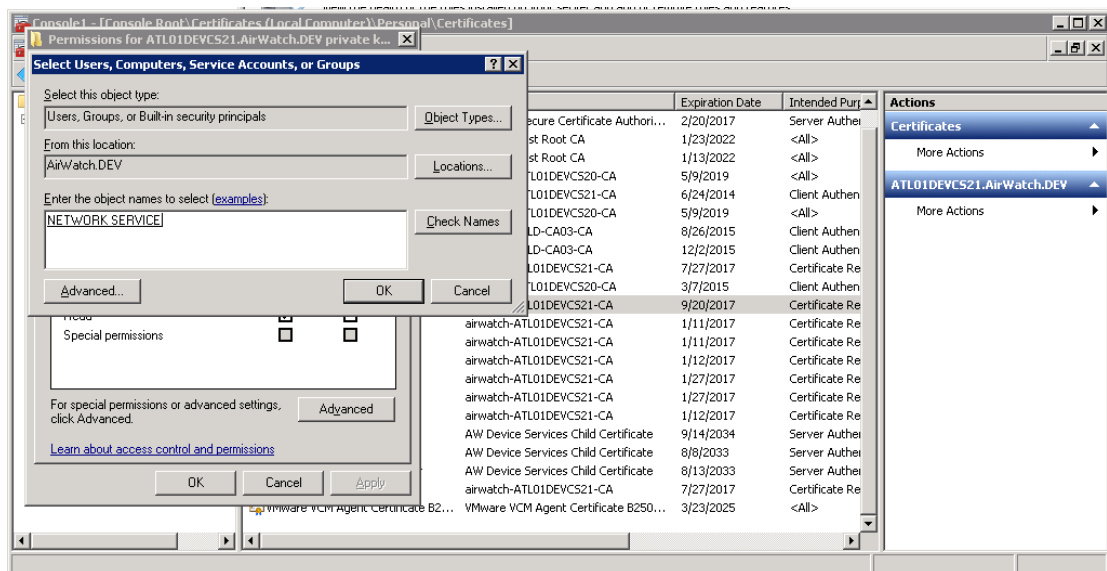 Console1 - [Console Root\Certificates (Local Computer)\Personal\Certificates]
Permissions for ATL01DEVCS21.AirWatch.DEV private k...
Select Users, Computers, Service Accounts, or Groups
Select this object type:
Users, Groups, or Built-in security principals
Object Types...
From this location:
AirWatch.DEV
Locations...
Enter the object names to select (examples):
NETWORK SERVICE
Check Names
Advanced...
OK
Cancel
Special permissions
For special permissions or advanced settings,
click Advanced.
Advanced
Learn about access control and permissions
OK
Cancel
Apply
Expiration Date
Intended Purp
ecure Certificate Authori... 2/20/2017 Server Authen
st Root CA 1/23/2022 <All>
st Root CA 1/13/2022 <All>
TL01DEVCS20-CA 5/9/2019 <All>
TL01DEVCS21-CA 6/24/2014 Client Authen
TL01DEVCS20-CA 5/9/2019 <All>
LD-CA03-CA 8/26/2015 Client Authen
LD-CA03-CA 12/2/2015 Client Authen
TL01DEVCS21-CA 7/27/2017 Certificate Re
TL01DEVCS20-CA 3/7/2015 Client Authen
L01DEVCS21-CA 9/20/2017 Certificate Re
airwatch-ATL01DEVCS21-CA 1/11/2017 Certificate Re
airwatch-ATL01DEVCS21-CA 1/11/2017 Certificate Re
airwatch-ATL01DEVCS21-CA 1/12/2017 Certificate Re
airwatch-ATL01DEVCS21-CA 1/27/2017 Certificate Re
airwatch-ATL01DEVCS21-CA 1/27/2017 Certificate Re
airwatch-ATL01DEVCS21-CA 1/12/2017 Certificate Re
AW Device Services Child Certificate 9/14/2034 Server Authen
AW Device Services Child Certificate 8/8/2033 Server Authen
AW Device Services Child Certificate 8/13/2033 Server Authen
airwatch-ATL01DEVCS21-CA 7/27/2017 Certificate Re
VMware VCM Agent Certificate B2... VMware VCM Agent Certificate B250... 3/23/2025 <All>
Actions
Certificates
More Actions
ATL01DEVCS21.AirWatch.DEV
More Actions